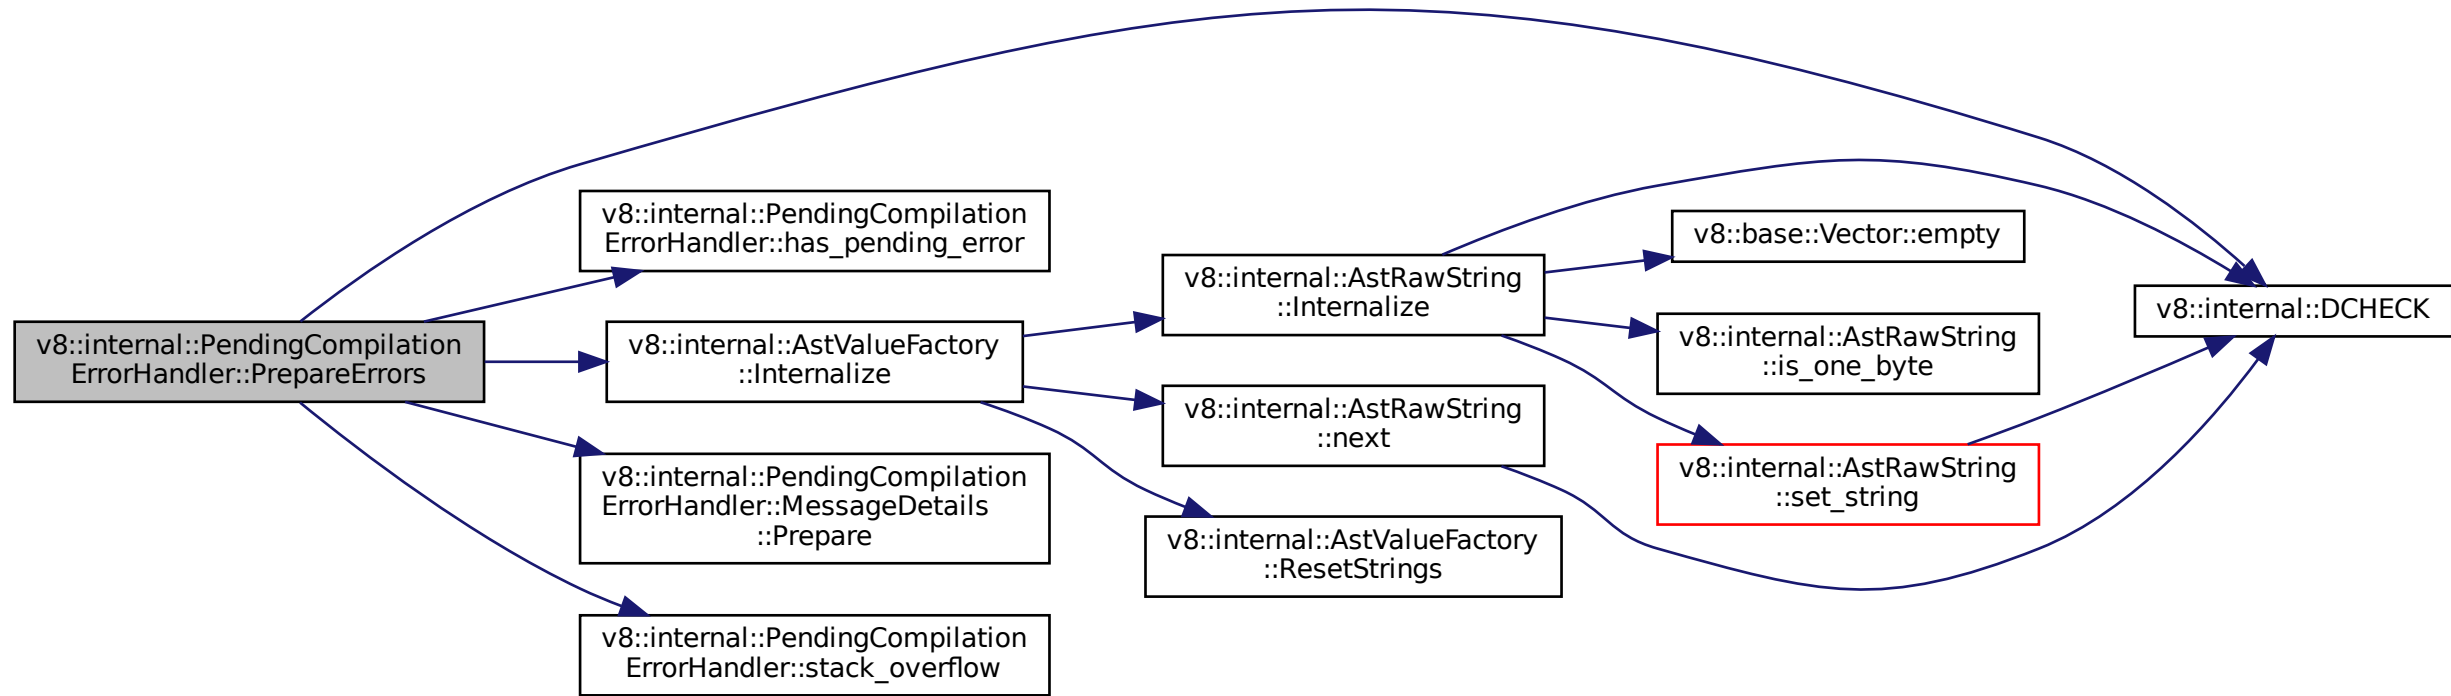 v8::internal::PendingCompilation
ErrorHandler::PrepareErrors
v8::internal::PendingCompilation
ErrorHandler::has_pending_error
v8::internal::AstValueFactory
::Internalize
v8::internal::PendingCompilation
ErrorHandler::MessageDetails
::Prepare
v8::internal::PendingCompilation
ErrorHandler::stack_overflow
v8::internal::AstRawString
::Internalize
v8::internal::AstRawString
::next
v8::internal::AstValueFactory
::ResetStrings
v8::base::Vector::empty
v8::internal::AstRawString
::is_one_byte
v8::internal::AstRawString
::set_string
v8::internal::DCHECK